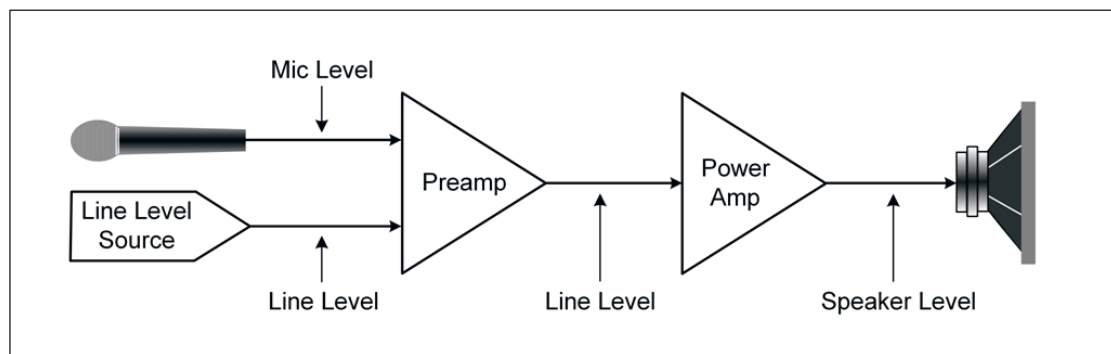 Mic Level
Preamp
Power
Amp
Line Level
Source
Line Level
Line Level
Speaker Level